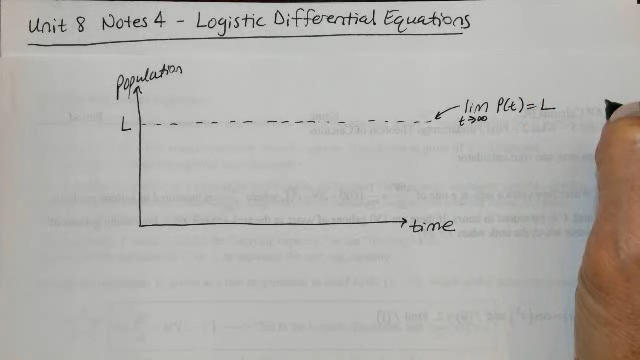 Unit 8 Notes 4 - Logistic Differential Equations
Population
lim P(t) = L
t→∞
L
time